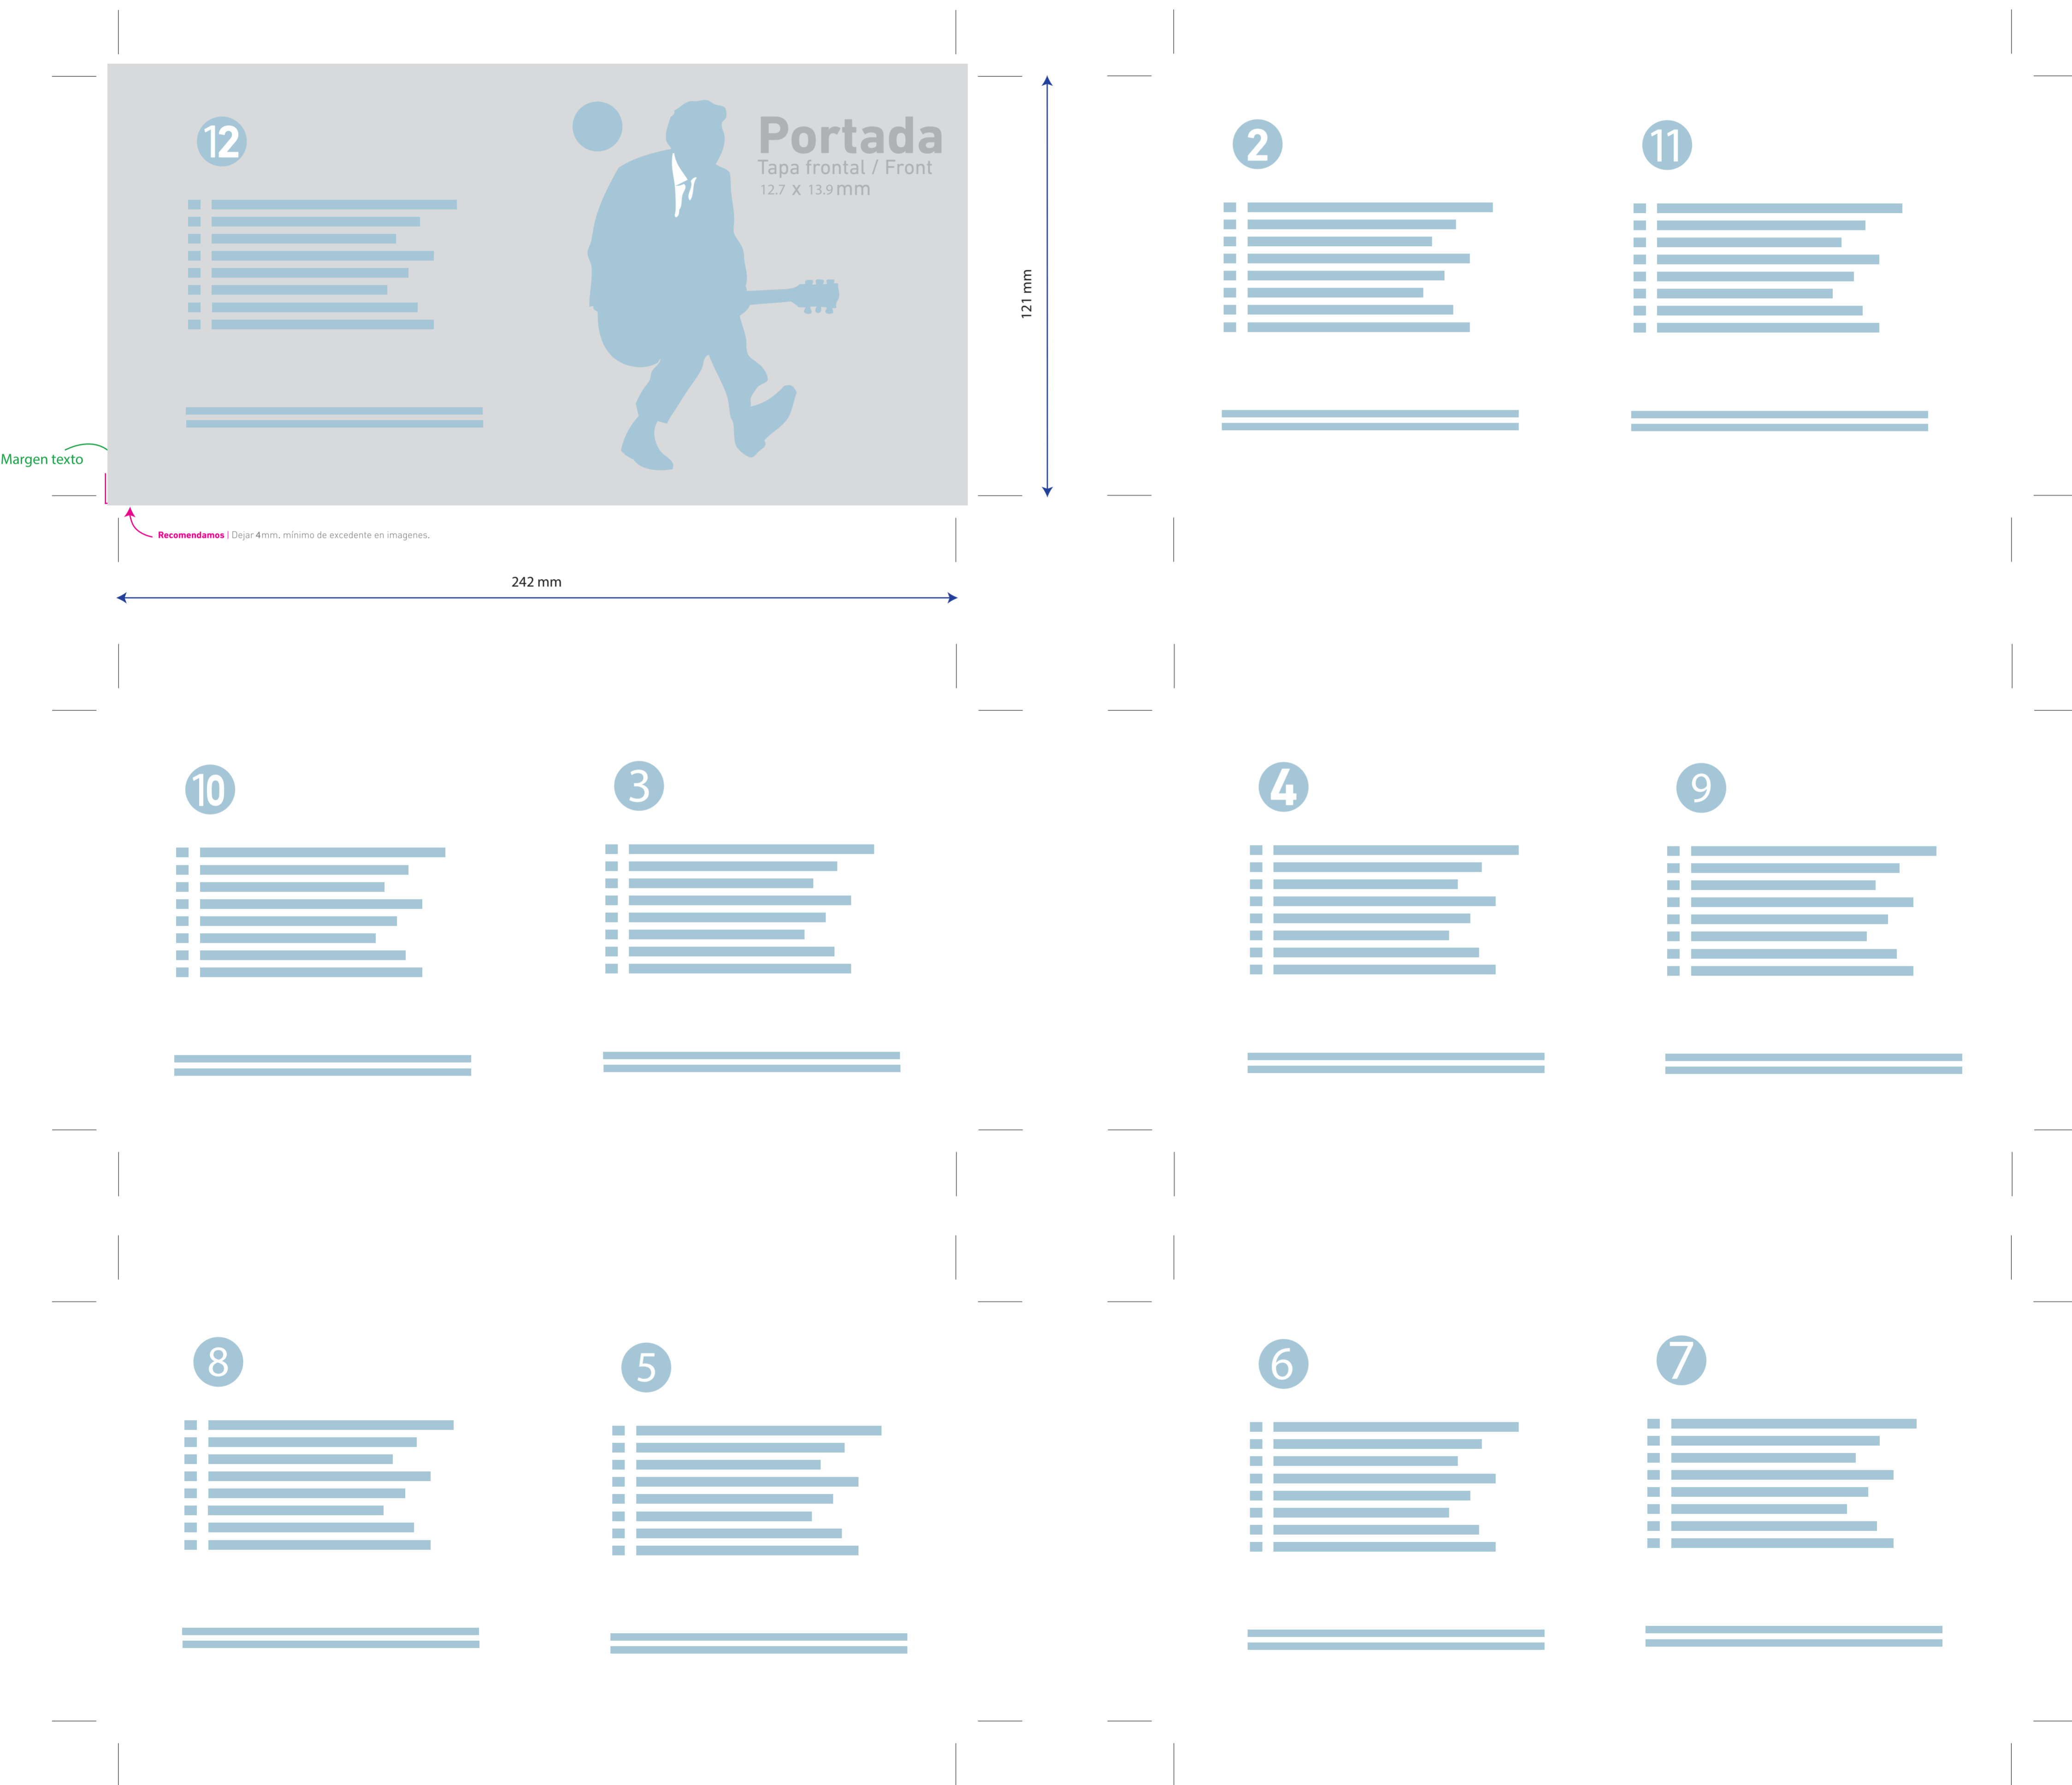 12
Portada
Tapa frontal / Front
12.7 x 13.9 mm
121 mm
2
11
Margen texto
Recomendamos | Dejar 4mm. mínimo de excedente en imagenes.
242 mm
10
3
4
9
8
5
6
7